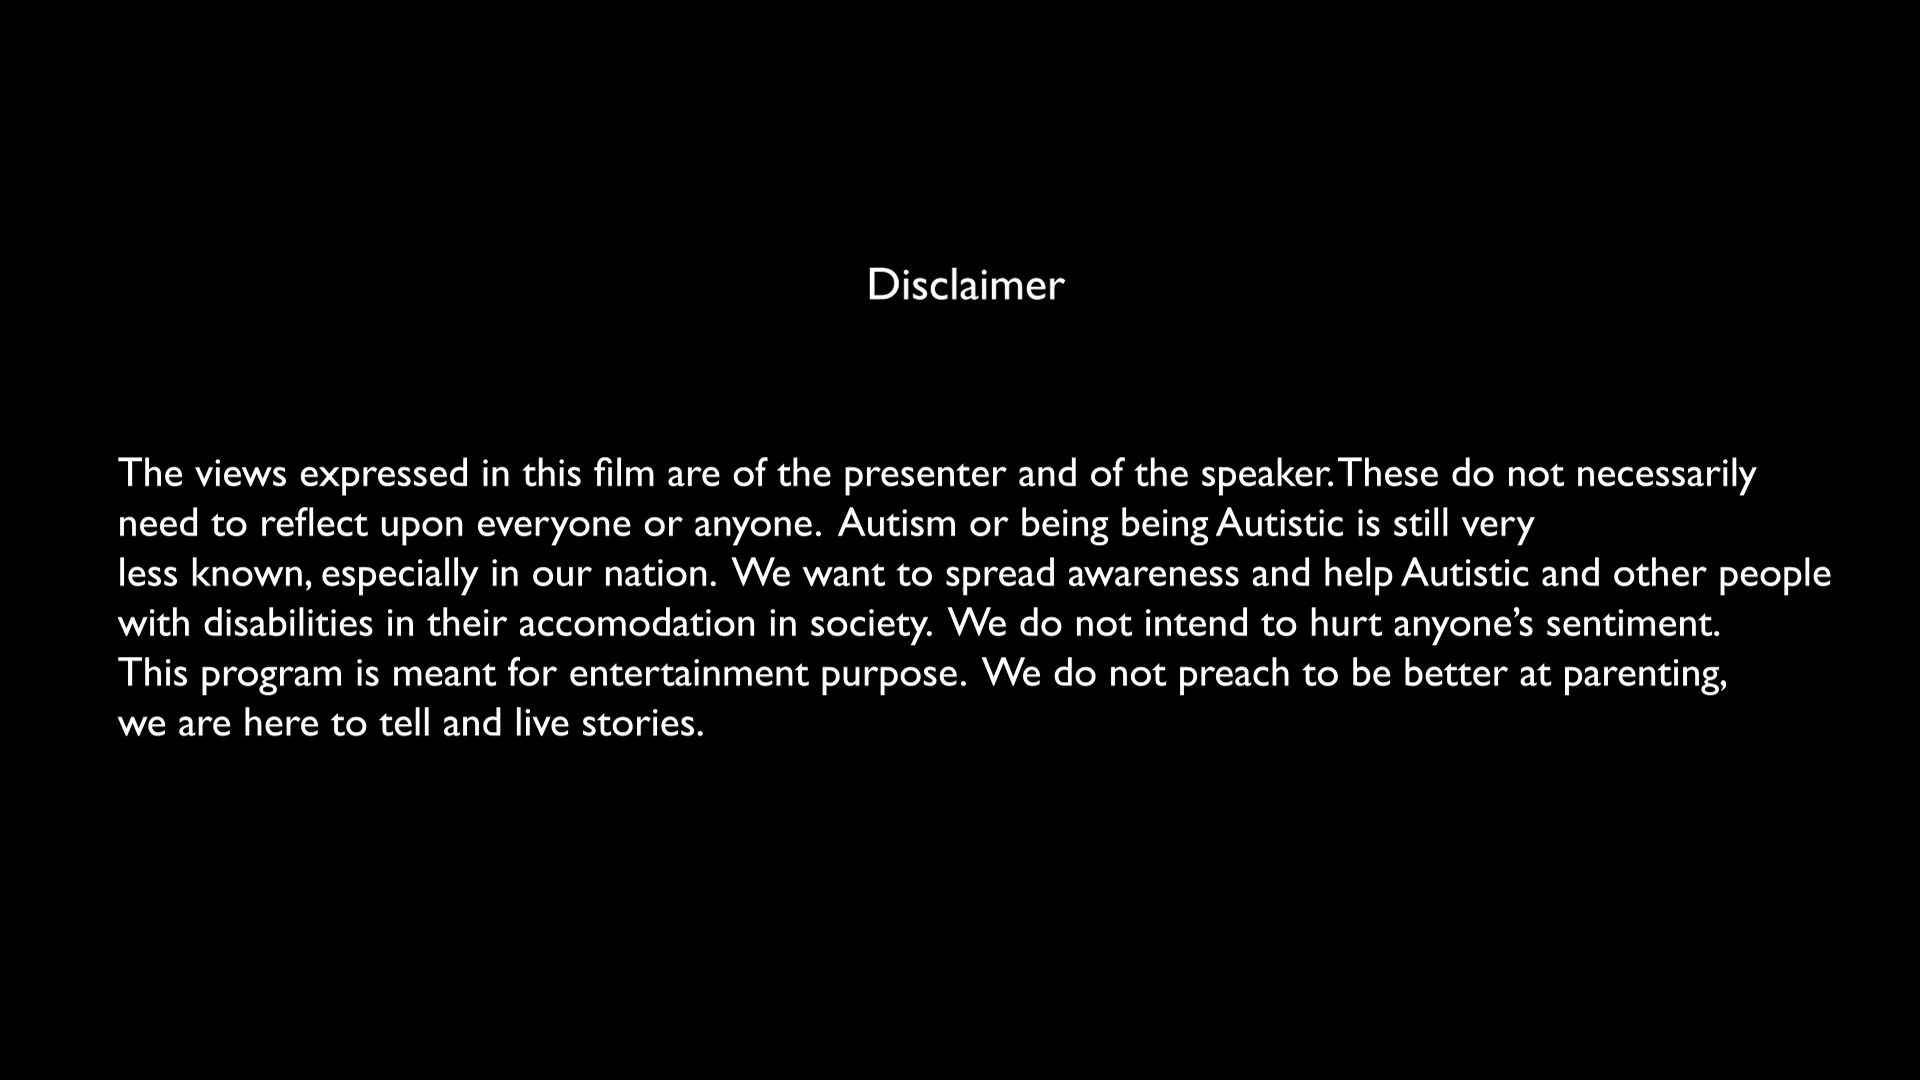 Disclaimer
The views expressed in this film are of the presenter and of the speaker. These do not necessarily
need to reflect upon everyone or anyone. Autism or being being Autistic is still very
less known, especially in our nation. We want to spread awareness and help Autistic and other people
with disabilities in their accomodation in society. We do not intend to hurt anyone’s sentiment.
This program is meant for entertainment purpose. We do not preach to be better at parenting,
we are here to tell and live stories.